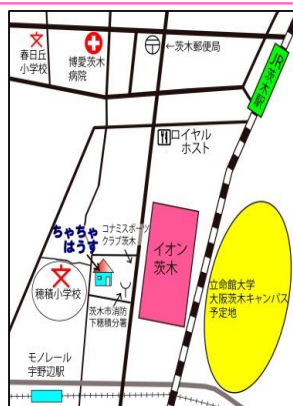 春日丘
小学校
博愛茨木
病院
←茨木郵便局
JR茨木駅
ロイヤル
ホスト
ちゃちゃ
はうす
コナミスポーツ
クラブ茨木
イオン
茨木
穂積小学校
茨木市消防
下穂積分署
立命館大学
大阪茨木キャンパス
予定地
モノレール
宇野辺駅